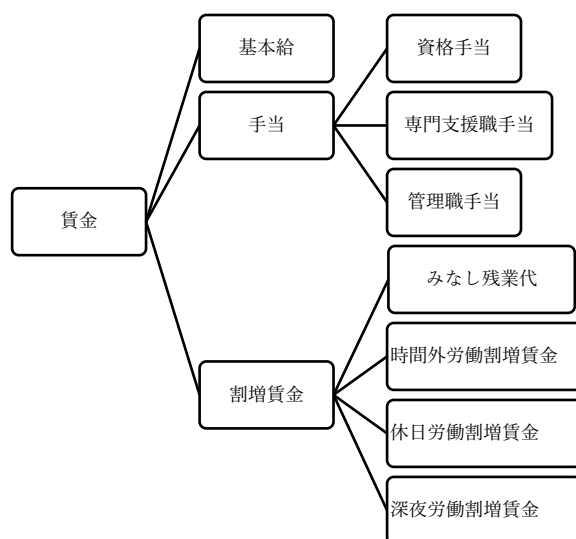 賃金
基本給
手当
資格手当
専門支援職手当
管理職手当
割増賃金
みなし残業代
時間外労働割増賃金
休日労働割増賃金
深夜労働割増賃金